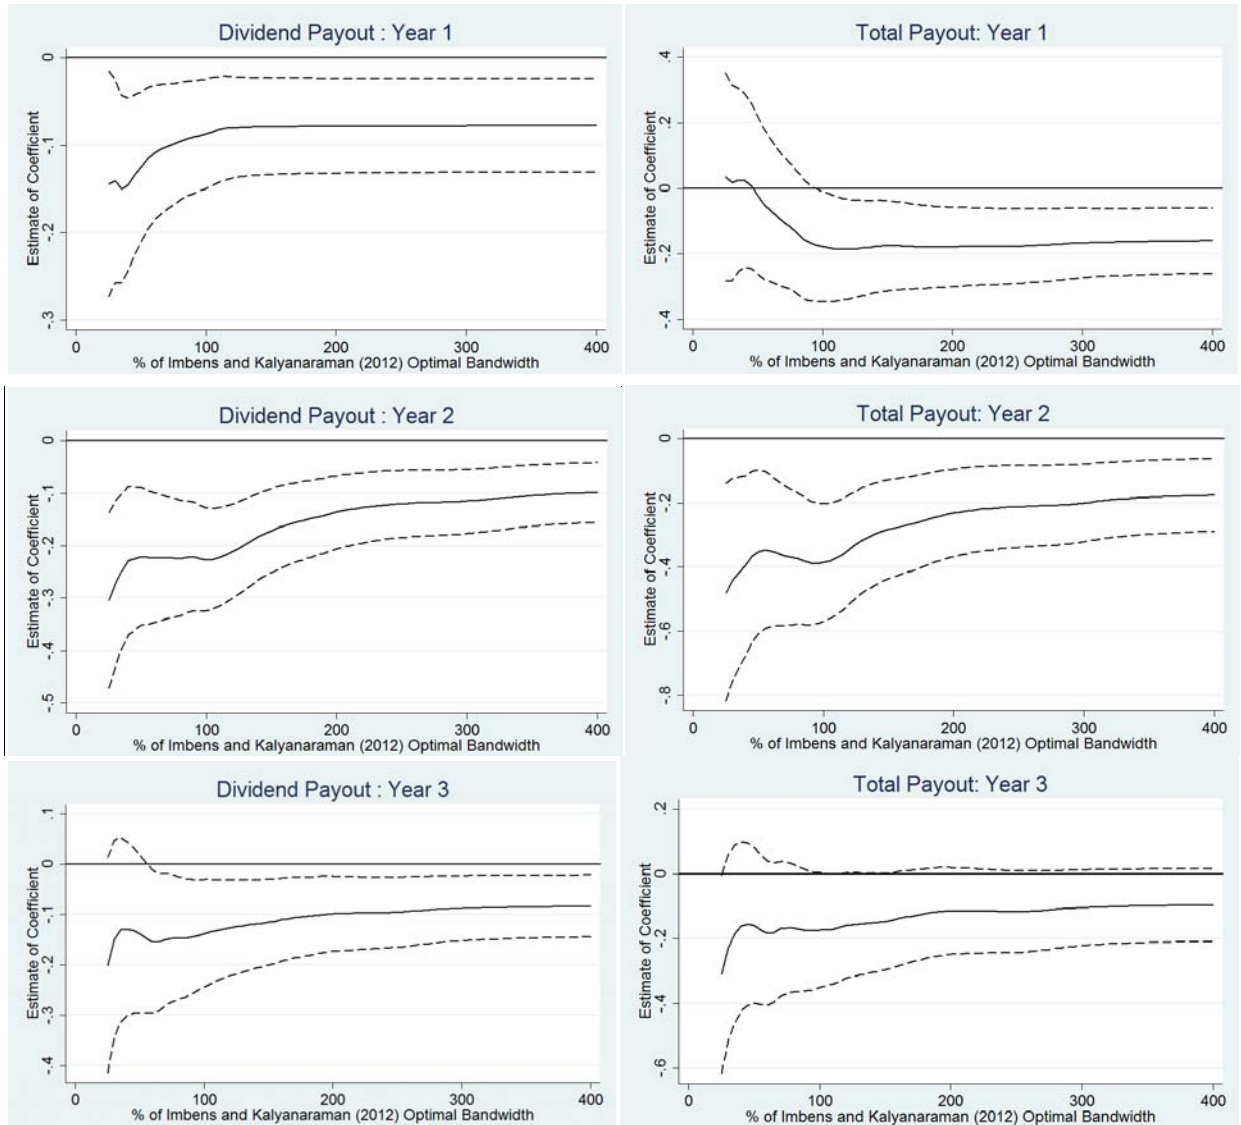 Dividend Payout : Year 1
Estimate of Coefficient
0
-.1
-.2
-.3
0 100 200 300 400
% of Imbens and Kalyanaraman (2012) Optimal Bandwidth
Total Payout: Year 1
Estimate of Coefficient
.4
.2
0
-.2
-.4
0 100 200 300 400
% of Imbens and Kalyanaraman (2012) Optimal Bandwidth
Dividend Payout : Year 2
Estimate of Coefficient
0
-.1
-.2
-.3
-.4
-.5
0 100 200 300 400
% of Imbens and Kalyanaraman (2012) Optimal Bandwidth
Total Payout: Year 2
Estimate of Coefficient
0
-.2
-.4
-.6
-.8
0 100 200 300 400
% of Imbens and Kalyanaraman (2012) Optimal Bandwidth
Dividend Payout : Year 3
Estimate of Coefficient
.1
0
-.1
-.2
-.3
-.4
0 100 200 300 400
% of Imbens and Kalyanaraman (2012) Optimal Bandwidth
Total Payout: Year 3
Estimate of Coefficient
.2
0
-.2
-.4
-.6
0 100 200 300 400
% of Imbens and Kalyanaraman (2012) Optimal Bandwidth